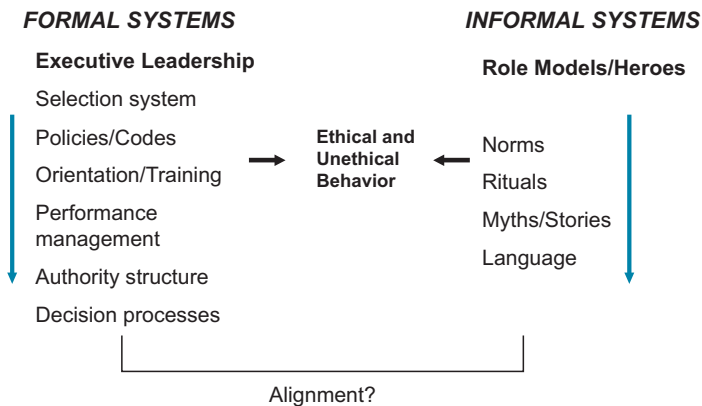 FORMAL SYSTEMS
Executive Leadership
Selection system
Policies/Codes
Orientation/Training
Performance
management
Authority structure
Decision processes
Ethical and
Unethical
Behavior
INFORMAL SYSTEMS
Role Models/Heroes
Norms
Rituals
Myths/Stories
Language
Alignment?